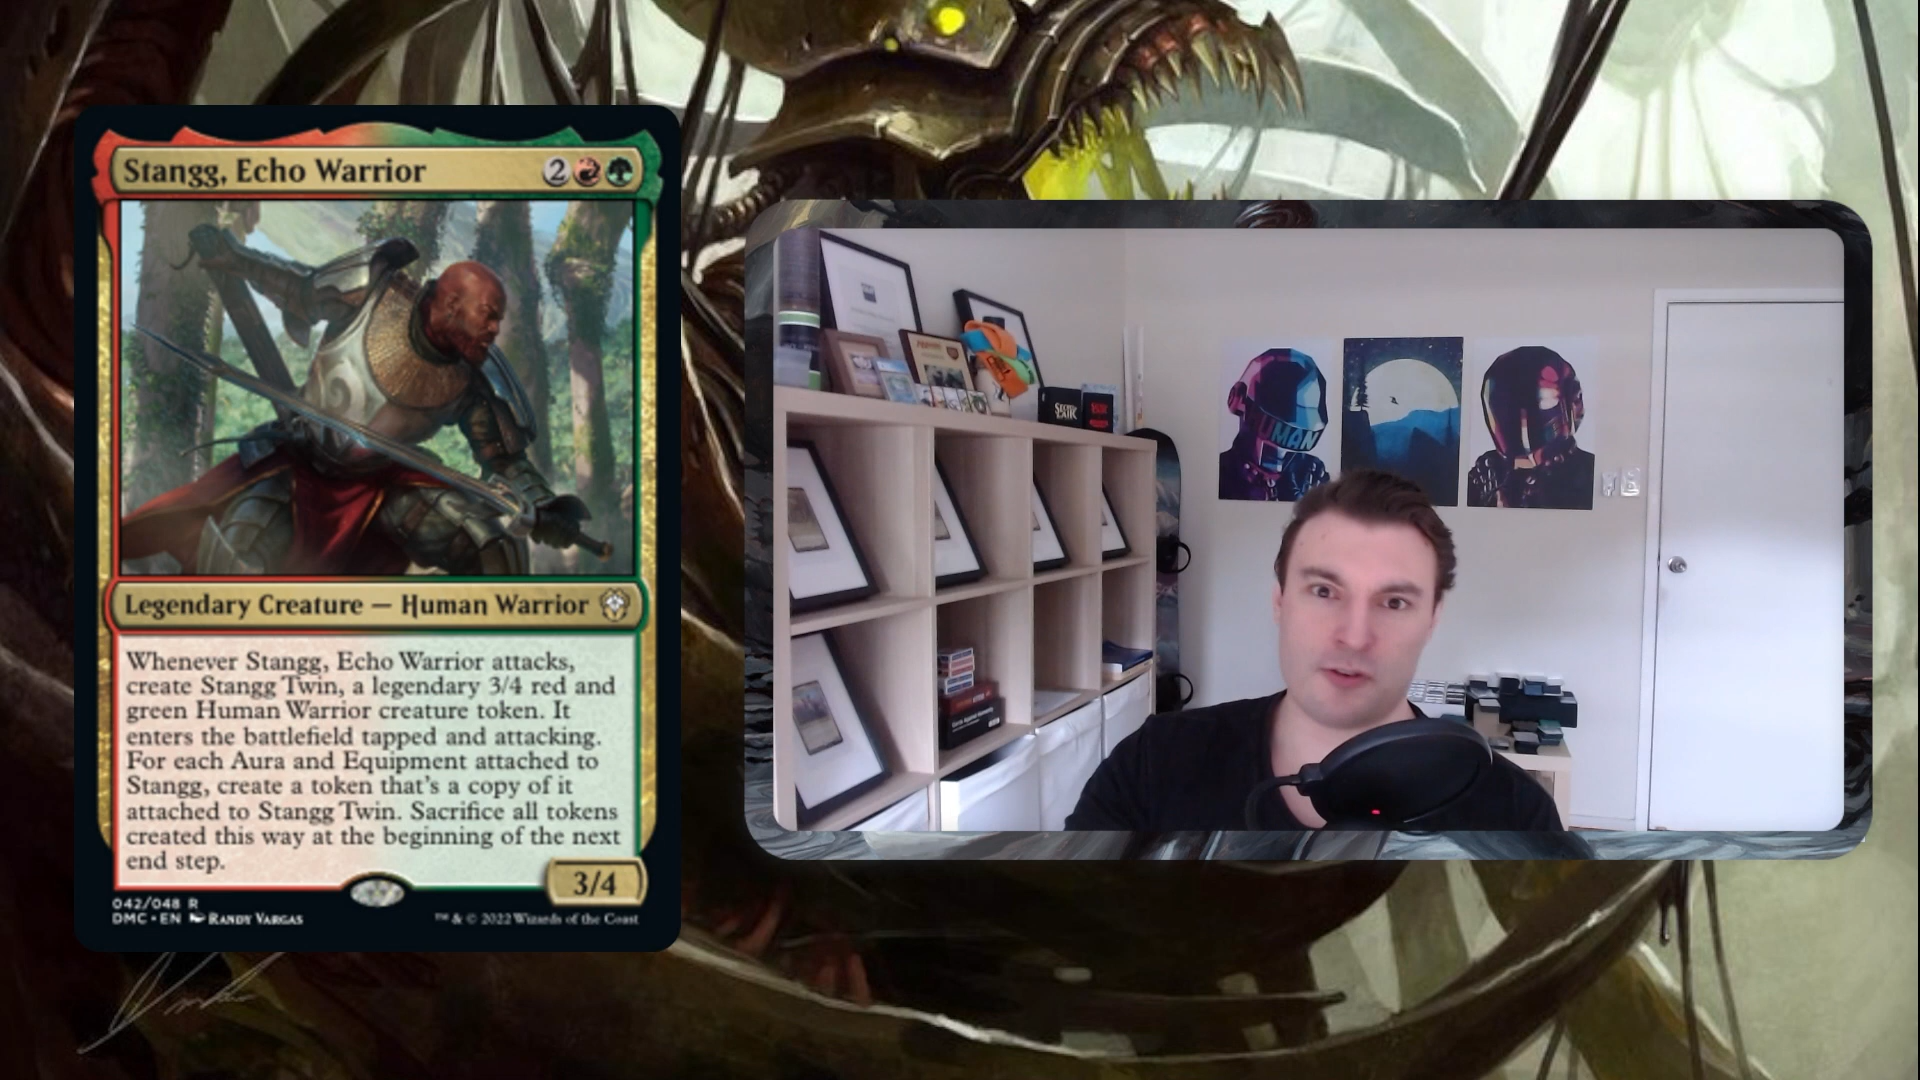 Stangg, Echo Warrior
2
Legendary Creature — Human Warrior
Whenever Stangg, Echo Warrior attacks,
create Stangg Twin, a legendary 3/4 red and
green Human Warrior creature token. It
enters the battlefield tapped and attacking.
For each Aura and Equipment attached to
Stangg, create a token that's a copy of it
attached to Stangg Twin. Sacrifice all tokens
created this way at the beginning of the next
end step.
3/4
042/048 R
DMC • EN RANDY VARGAS
™ & © 2022 Wizards of the Coast
SECRET
LAIR
HUMAN